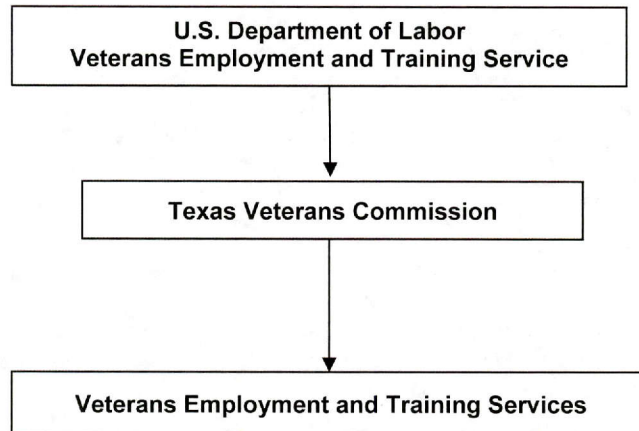 U.S. Department of Labor
Veterans Employment and Training Service
Texas Veterans Commission
Veterans Employment and Training Services